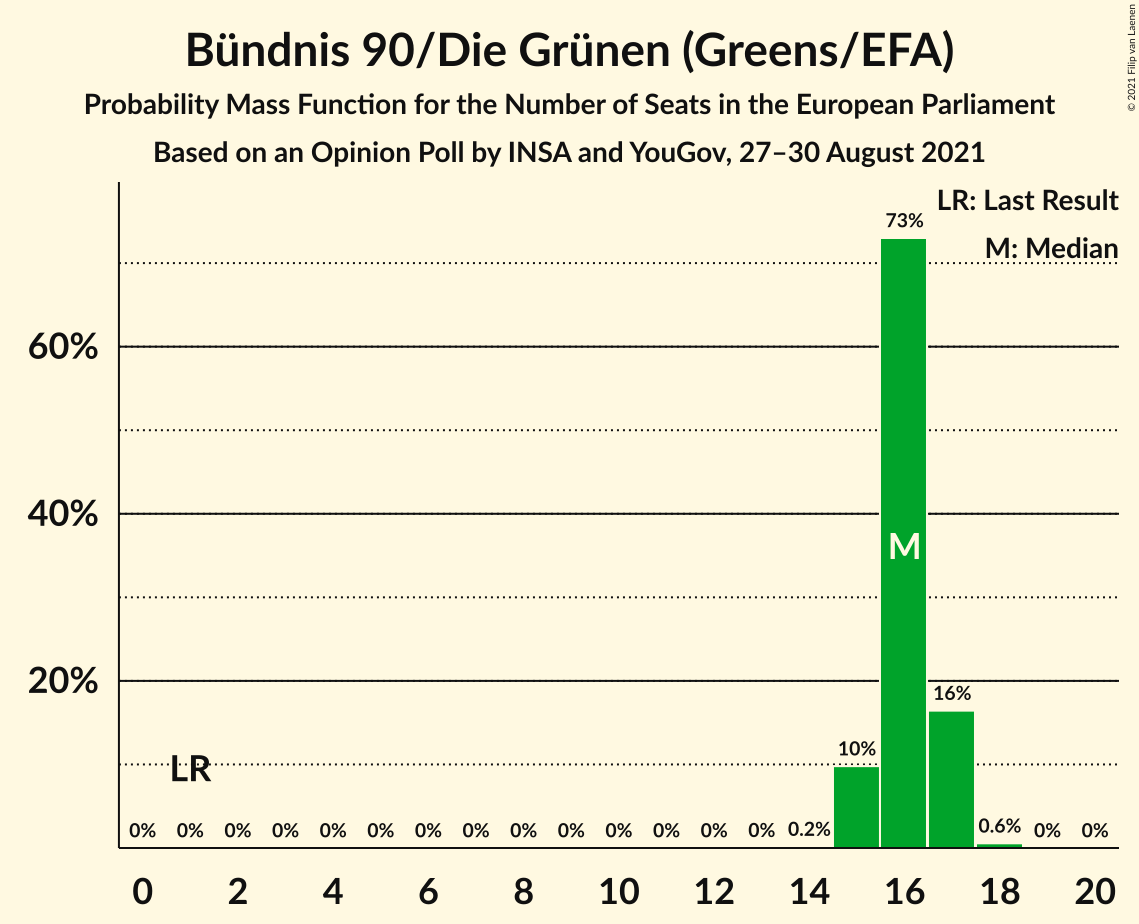 Bündnis 90/Die Grünen (Greens/EFA)
Probability Mass Function for the Number of Seats in the European Parliament
Based on an Opinion Poll by INSA and YouGov, 27–30 August 2021
© 2021 Filip van Laenen
LR: Last Result
M: Median
73%
60%
40%
M
20%
16%
10%
LR
0% 0% 0% 0% 0% 0% 0% 0% 0% 0% 0% 0% 0% 0% 0.2% 0.6% 0% 0%
0 2 4 6 8 10 12 14 16 18 20